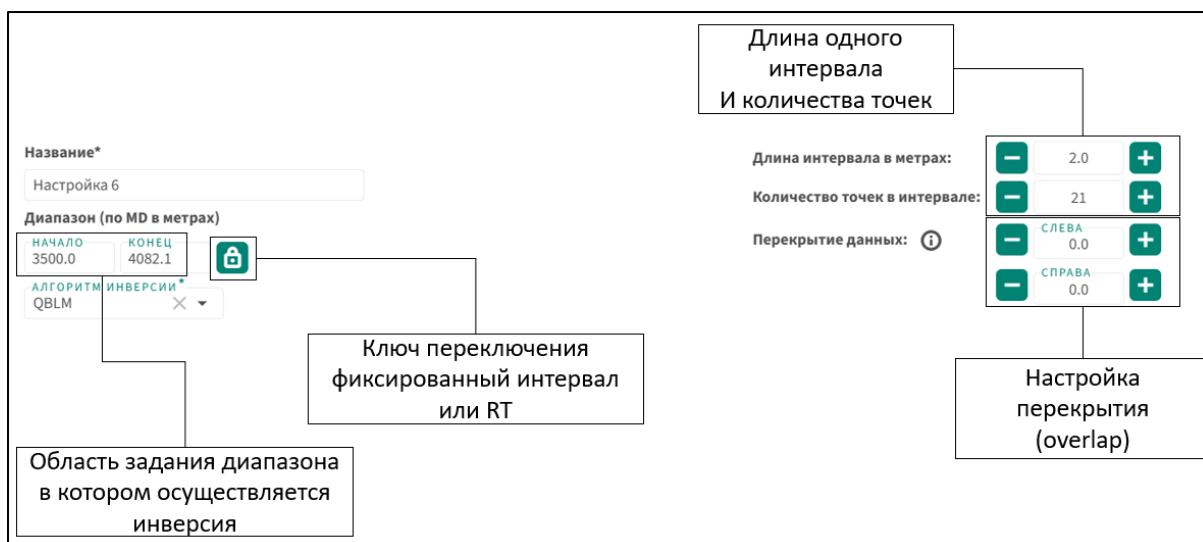 Длина одного
интервала
И количества точек
Название*
Настройка 6
Диапазон (по MD в метрах)
НАЧАЛО
3500.0
КОНЕЦ
4082.1
АЛГОРИТМ ИНВЕРСИИ*
QBLM
Длина интервала в метрах:
2.0
Количество точек в интервале:
21
Перекрытие данных:
СЛЕВА
0.0
СПРАВА
0.0
Ключ переключения
фиксированный интервал
или RT
Область задания диапазона
в котором осуществляется
инверсия
Настройка
перекрытия
(overlap)